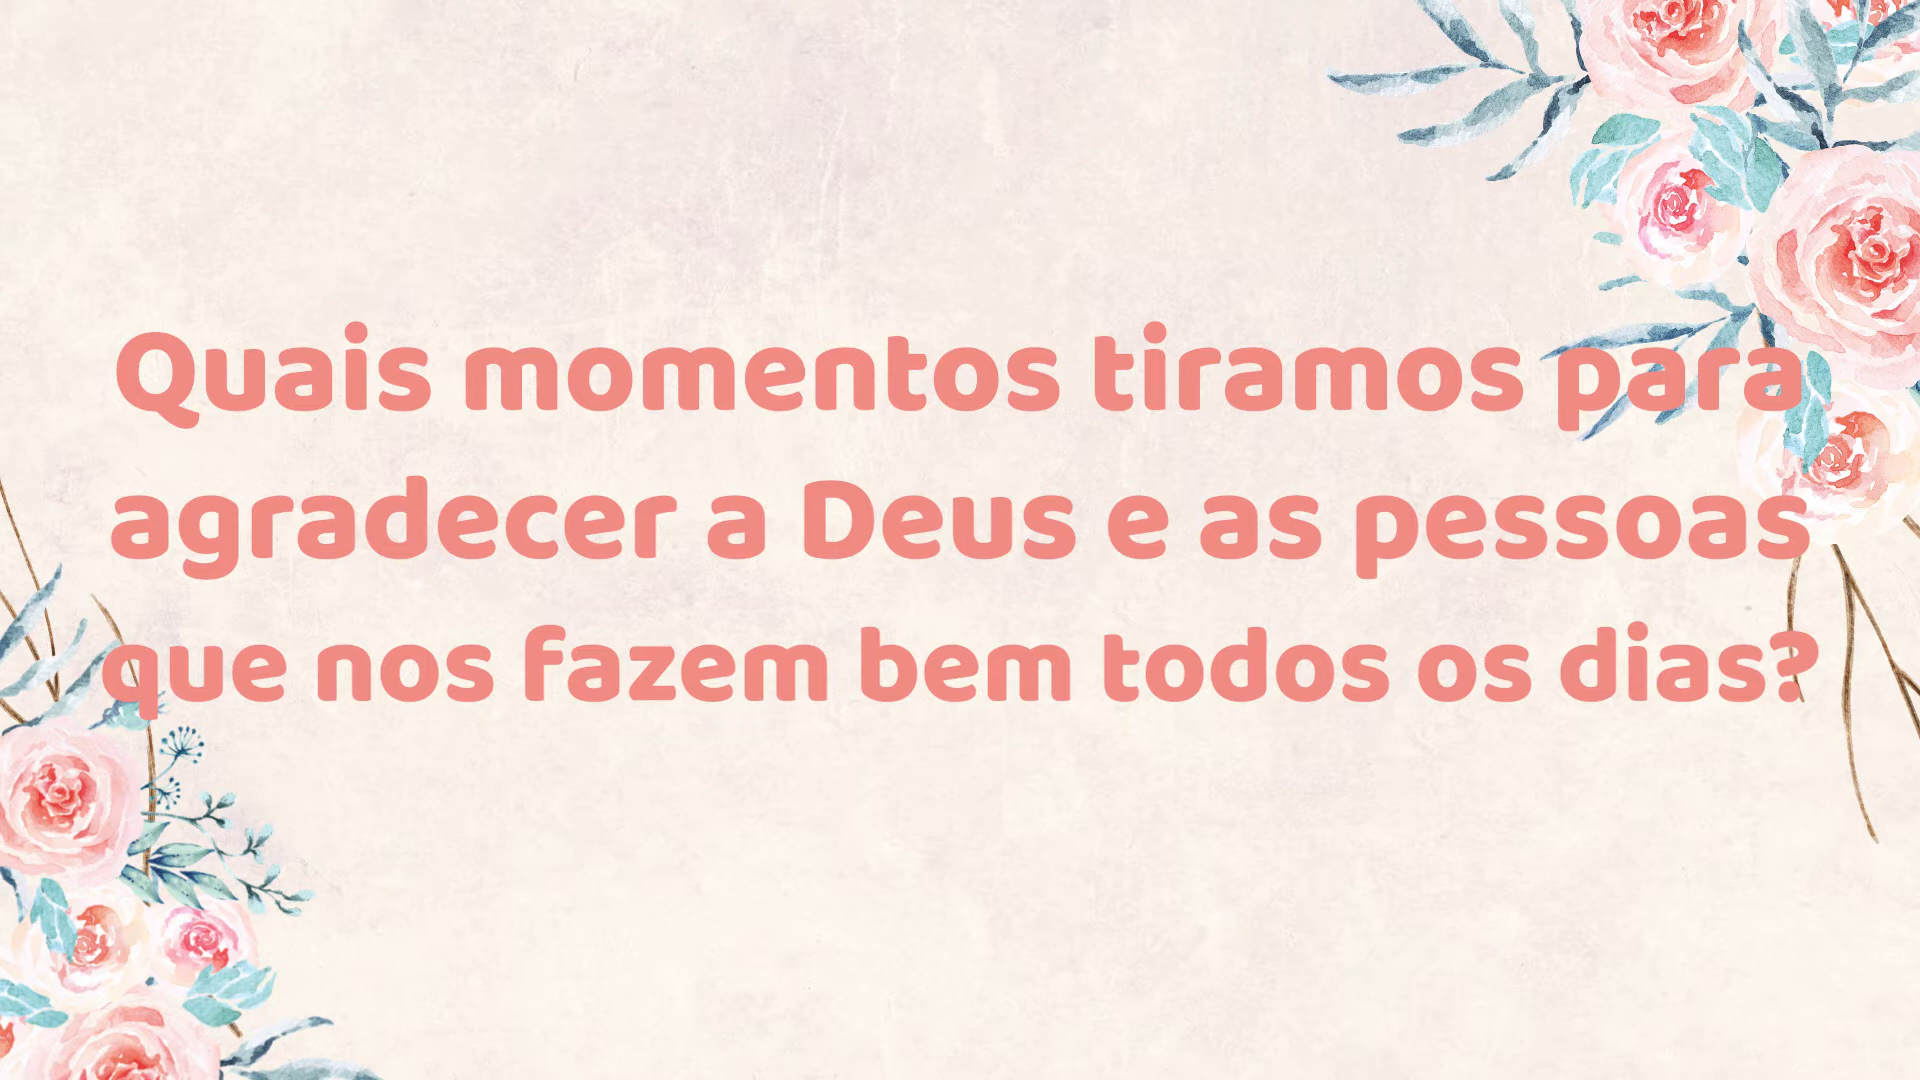 Quais momentos tiramos para
agradecer a Deus e as pessoas
que nos fazem bem todos os dias?